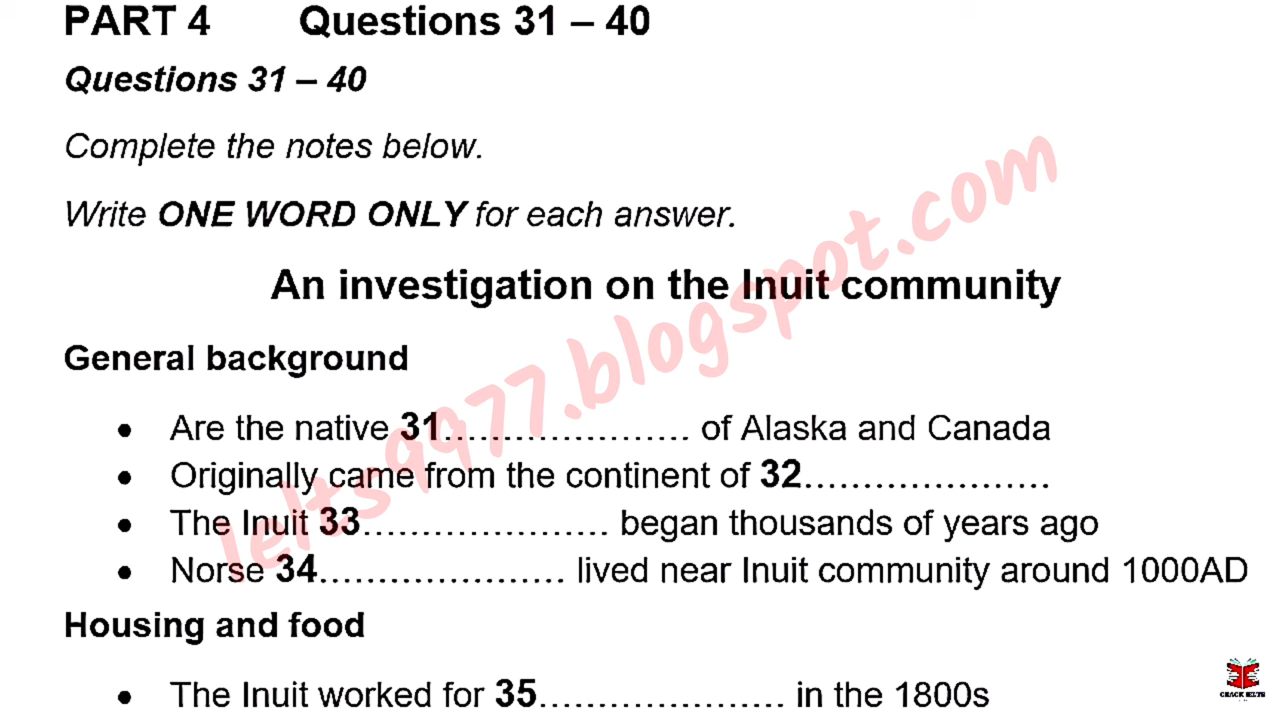 PART 4 Questions 31 – 40
Questions 31 – 40
Complete the notes below.
Write ONE WORD ONLY for each answer.
An investigation on the Inuit community
General background
• Are the native 31..................... of Alaska and Canada
• Originally came from the continent of 32.....................
• The Inuit 33..................... began thousands of years ago
• Norse 34..................... lived near Inuit community around 1000AD
Housing and food
• The Inuit worked for 35..................... in the 1800s
Ielts9977.blogspot.com
CRACK IELTS